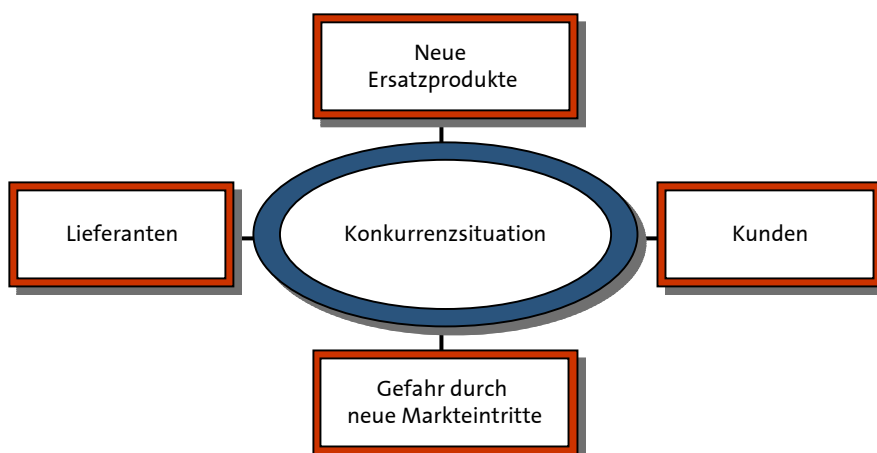 Neue
Ersatzprodukte
Lieferanten
Konkurrenzsituation
Kunden
Gefahr durch
neue Markteintritte